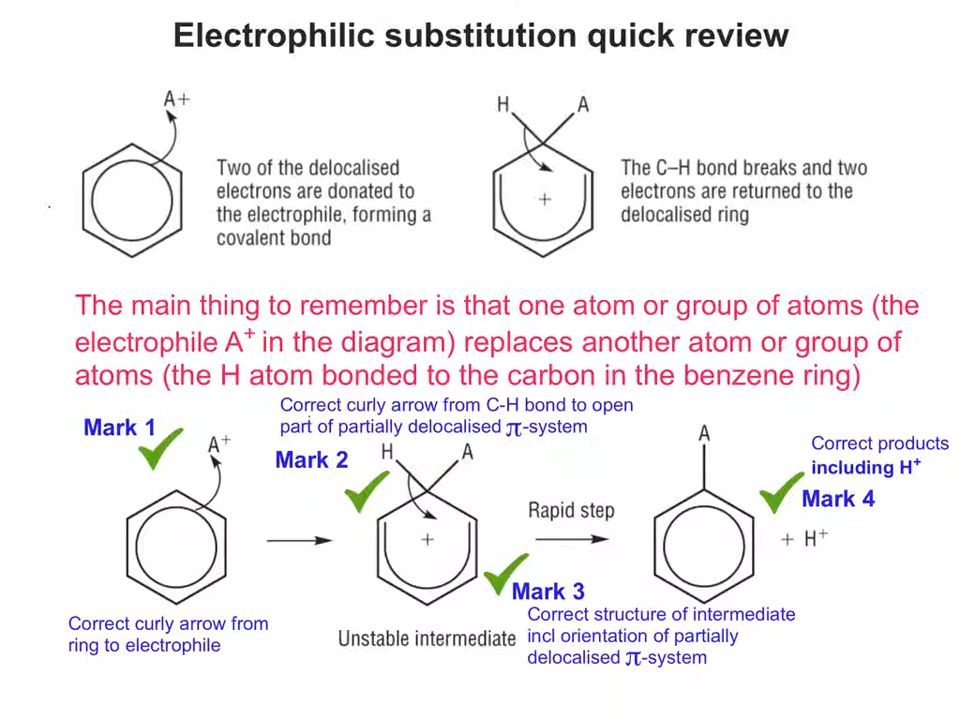 Electrophilic substitution quick review
A+
Two of the delocalised
electrons are donated to
the electrophile, forming a
covalent bond
H A
+
The C–H bond breaks and two
electrons are returned to the
delocalised ring
The main thing to remember is that one atom or group of atoms (the
electrophile A⁺ in the diagram) replaces another atom or group of
atoms (the H atom bonded to the carbon in the benzene ring)
Mark 1
A⁺
Correct curly arrow from
ring to electrophile
Correct curly arrow from C-H bond to open
part of partially delocalised π-system
Mark 2
H A
+
Unstable intermediate
Mark 3
Correct structure of intermediate
incl orientation of partially
delocalised π-system
Rapid step
A
+ H⁺
Correct products
including H⁺
Mark 4